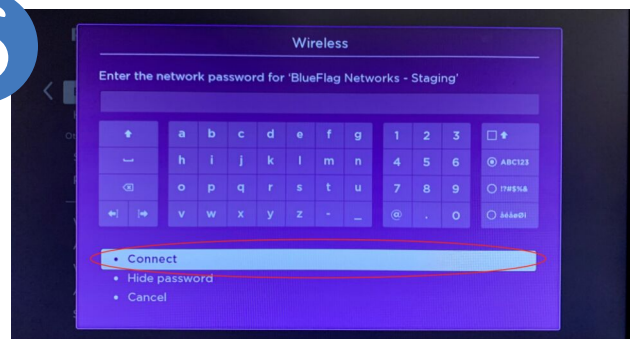 Wireless
Enter the network password for 'BlueFlag Networks - Staging'
a b c d e f g 1 2 3
h i j k l m n 4 5 6 ABC123
o p q r s t u 7 8 9 !?#$%&
v w x y z - _ @ . 0 âéåøØi
• Connect
• Hide password
• Cancel